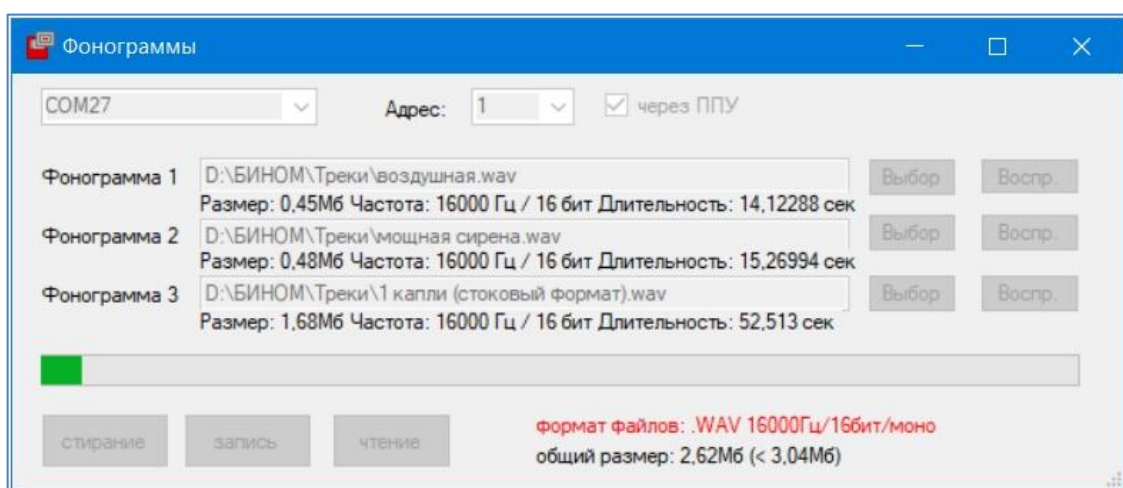 Фонограммы
COM27 Адрес: 1 через ППУ
Фонограмма 1 D:\БИНОМ\Треки\воздушная.wav Выбор Воспр.
Размер: 0,45Мб Частота: 16000 Гц / 16 бит Длительность: 14,12288 сек
Фонограмма 2 D:\БИНОМ\Треки\мощная сирена.wav Выбор Воспр.
Размер: 0,48Мб Частота: 16000 Гц / 16 бит Длительность: 15,26994 сек
Фонограмма 3 D:\БИНОМ\Треки\1 капли (стоковый формат).wav Выбор Воспр.
Размер: 1,68Мб Частота: 16000 Гц / 16 бит Длительность: 52,513 сек
стирание запись чтение
формат файлов: .WAV 16000Гц/16бит/моно
общий размер: 2,62Мб (< 3,04Мб)